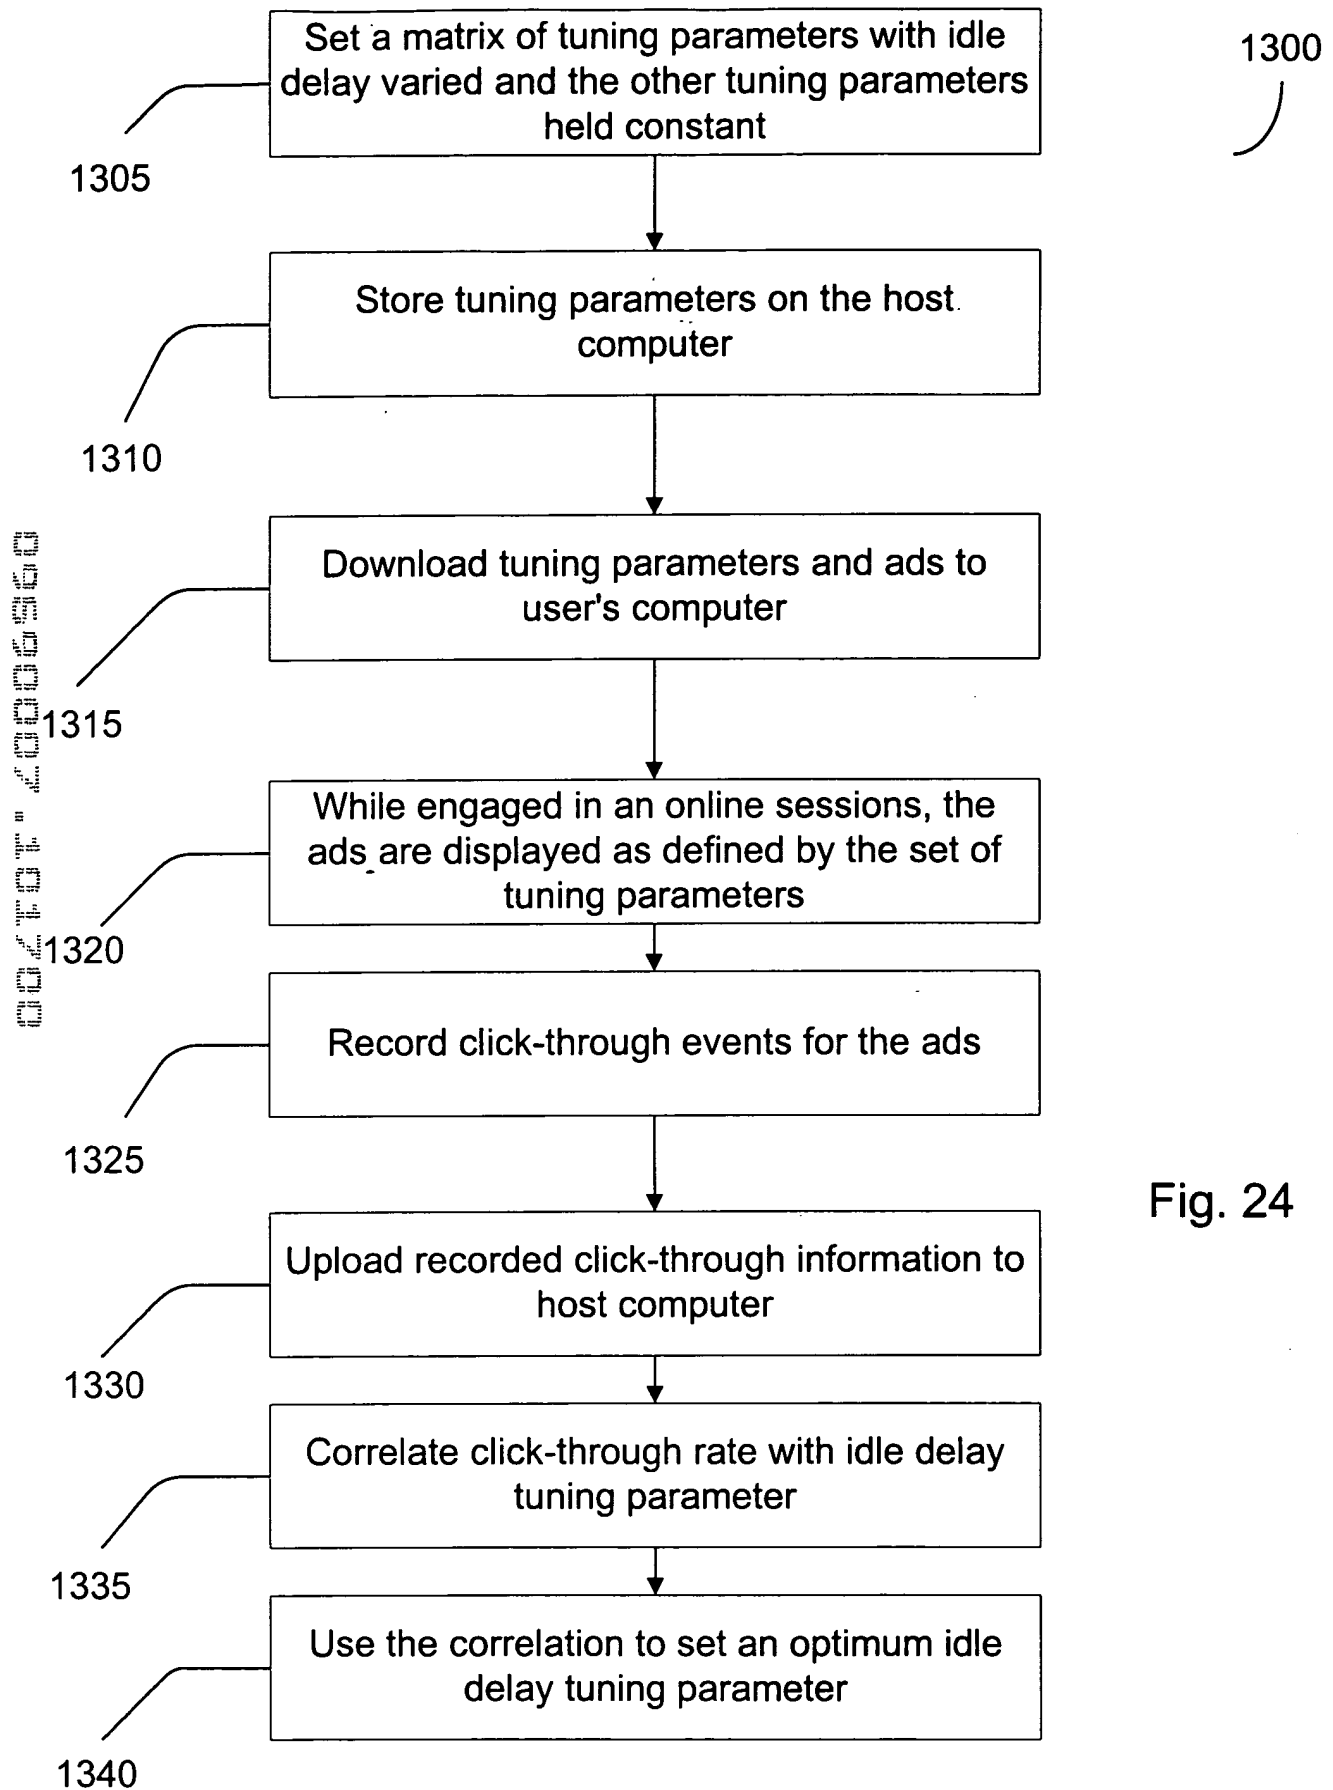 Set a matrix of tuning parameters with idle
delay varied and the other tuning parameters
held constant
1300
1305
Store tuning parameters on the host
computer
1310
Download tuning parameters and ads to
user's computer
1315
While engaged in an online sessions, the
ads are displayed as defined by the set of
tuning parameters
1320
Record click-through events for the ads
1325
Fig. 24
Upload recorded click-through information to
host computer
1330
Correlate click-through rate with idle delay
tuning parameter
1335
Use the correlation to set an optimum idle
delay tuning parameter
1340
09590007.101700